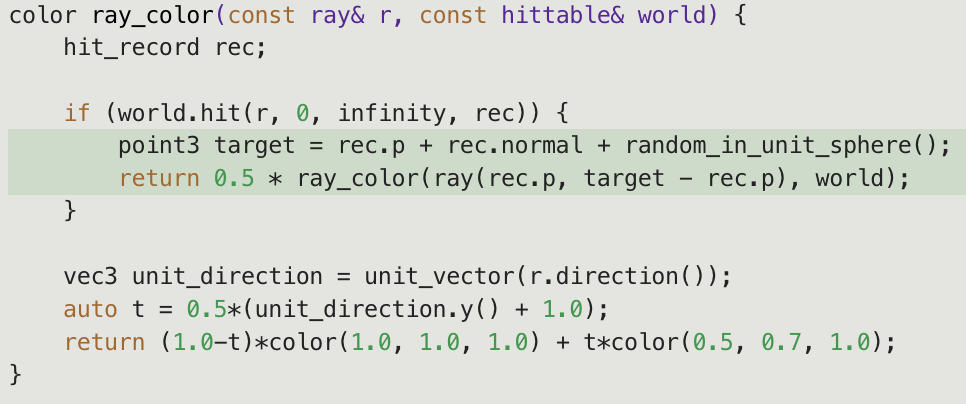 color ray_color(const ray& r, const hittable& world) {
    hit_record rec;

    if (world.hit(r, 0, infinity, rec)) {
        point3 target = rec.p + rec.normal + random_in_unit_sphere();
        return 0.5 * ray_color(ray(rec.p, target - rec.p), world);
    }

    vec3 unit_direction = unit_vector(r.direction());
    auto t = 0.5*(unit_direction.y() + 1.0);
    return (1.0-t)*color(1.0, 1.0, 1.0) + t*color(0.5, 0.7, 1.0);
}